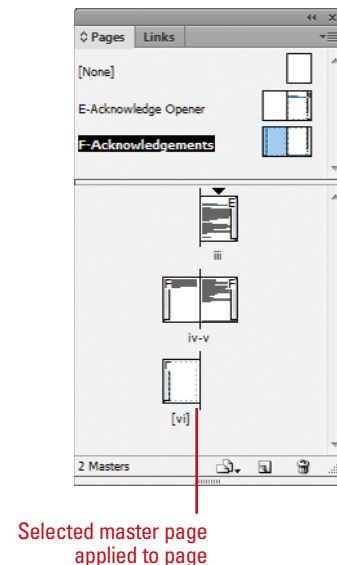 Pages Links
[None]
E-Acknowledge Opener
F-Acknowledgements
E
iii
F F
iv-v
[vi]
2 Masters
Selected master page
applied to page